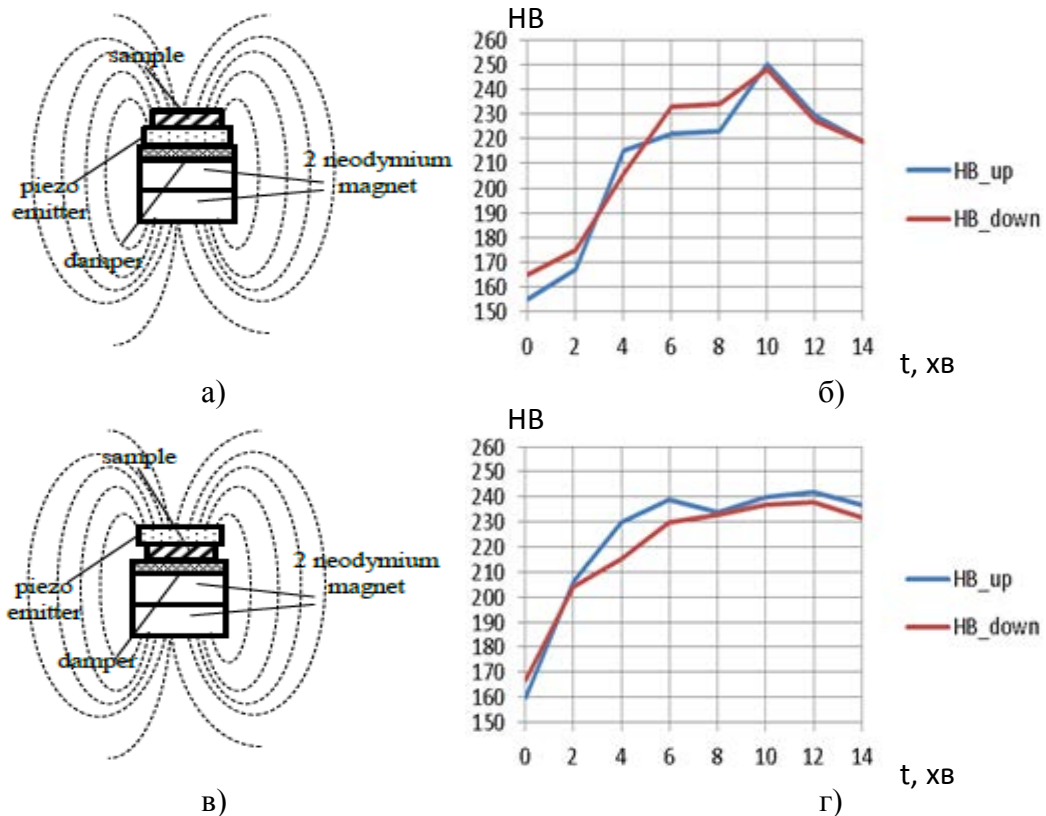 sample
2 neodymium
magnet
piezo
emitter
damper
а)
HB
260
250
240
230
220
210
200
190
180
170
160
150
0 2 4 6 8 10 12 14
t, хв
HB_up
HB_down
б)
sample
2 neodymium
magnet
piezo
emitter
damper
в)
HB
260
250
240
230
220
210
200
190
180
170
160
150
0 2 4 6 8 10 12 14
t, хв
HB_up
HB_down
г)